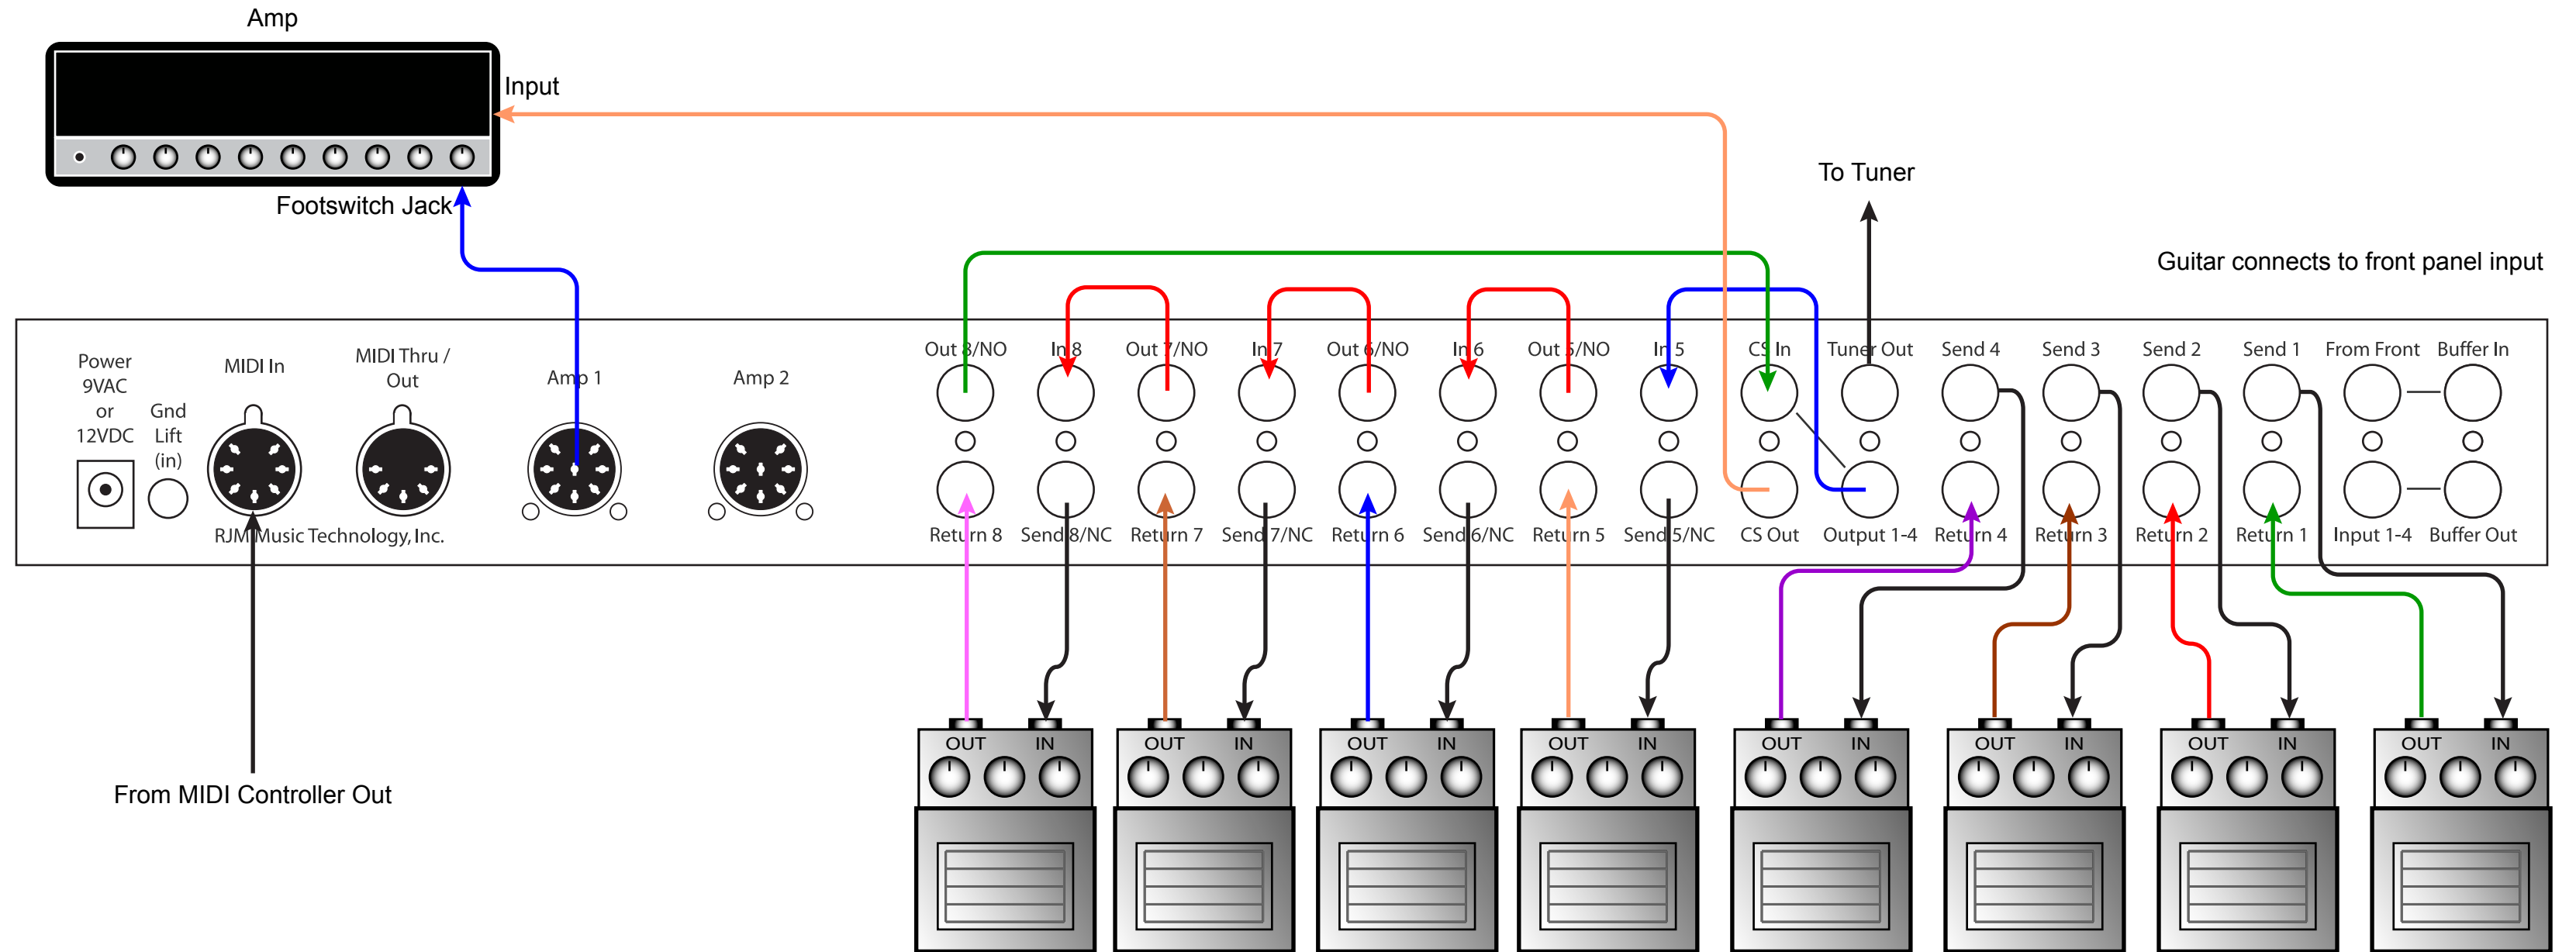 Amp
Input
To Tuner
Footswitch Jack
Guitar connects to front panel input
Power
9VAC
or
12VDC
Gnd
Lift
(in)
MIDI In
MIDI Thru /
Out
Amp 1
Amp 2
Out 8/NO
In 8
Out 7/NO
In 7
Out 6/NO
In 6
Out 5/NO
In 5
CS In
Tuner Out
Send 4
Send 3
Send 2
Send 1
From Front
Buffer In
RJM Music Technology, Inc.
Return 8
Send 8/NC
Return 7
Send 7/NC
Return 6
Send 6/NC
Return 5
Send 5/NC
CS Out
Output 1-4
Return 4
Return 3
Return 2
Return 1
Input 1-4
Buffer Out
OUT IN
OUT IN
OUT IN
OUT IN
OUT IN
OUT IN
OUT IN
OUT IN
From MIDI Controller Out